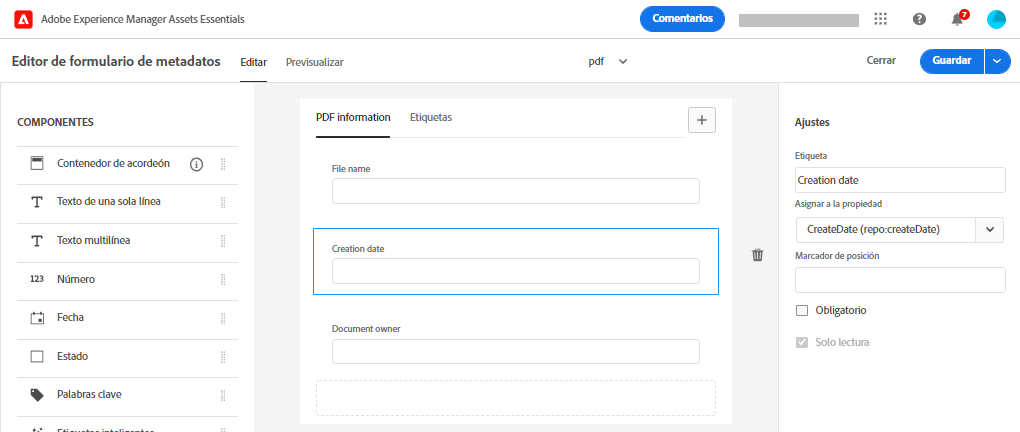 Adobe Experience Manager Assets Essentials
Comentarios
7
Editor de formulario de metadatos
Editar
Previsualizar
pdf
Cerrar
Guardar
COMPONENTES
Contenedor de acordeón
Texto de una sola línea
Texto multilínea
123 Número
Fecha
Estado
Palabras clave
Etiquetas inteligentes
PDF information
Etiquetas
File name
Creation date
Document owner
Ajustes
Etiqueta
Creation date
Asignar a la propiedad
CreateDate (repo:createDate)
Marcador de posición
Obligatorio
Solo lectura